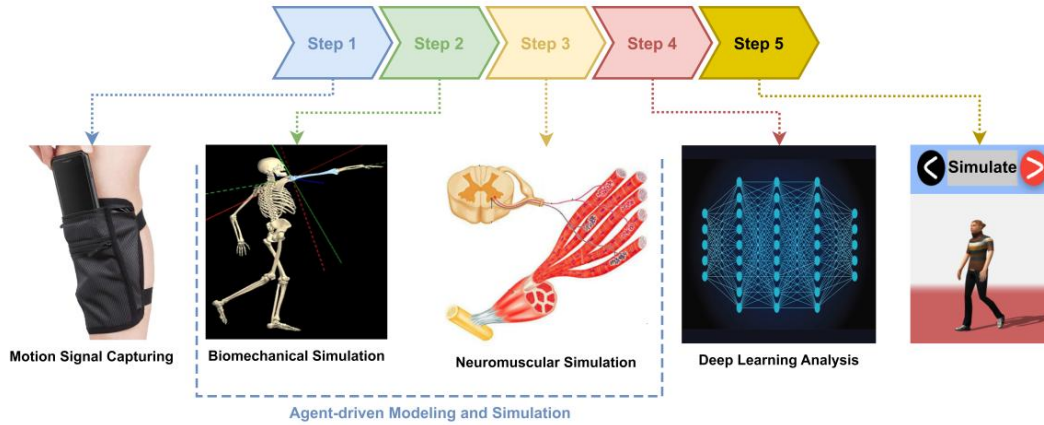 Step 1
Step 2
Step 3
Step 4
Step 5
Simulate
Motion Signal Capturing
Biomechanical Simulation
Neuromuscular Simulation
Deep Learning Analysis
Agent-driven Modeling and Simulation